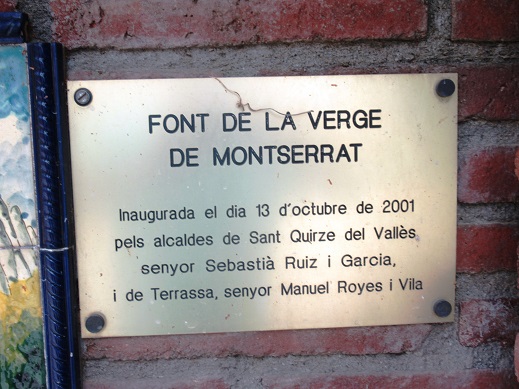 FONT DE LA VERGE
DE MONTSERRAT
Inaugurada el dia 13 d'octubre de 2001
pels alcaldes de Sant Quirze del Vallès
senyor Sebastià Ruiz i Garcia,
i de Terrassa, senyor Manuel Royes i Vila